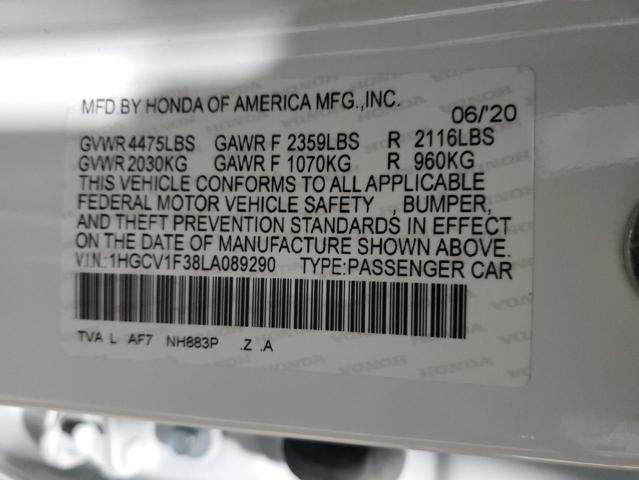 MFD.BY HONDA OF AMERICA MFG.,INC.
06/'20
GVWR 4475LBS GAWR F 2359LBS R 2116LBS
GVWR 2030KG GAWR F 1070KG R 960KG
THIS VEHICLE CONFORMS TO ALL APPLICABLE
FEDERAL MOTOR VEHICLE SAFETY , BUMPER,
AND THEFT PREVENTION STANDARDS IN EFFECT
ON THE DATE OF MANUFACTURE SHOWN ABOVE.
V.I.N.:1HGCV1F38LA089290 TYPE:PASSENGER CAR
TVA L AF7 NH883P .Z .A